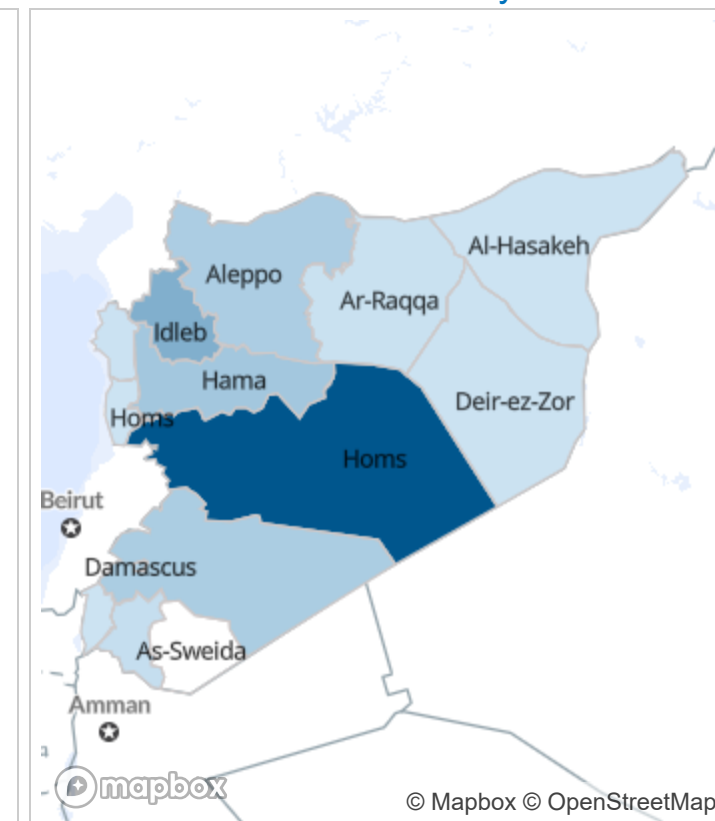 Aleppo
Al-Hasakeh
Ar-Raqqa
Idleb
Hama
Homs
Deir-ez-Zor
Homs
Beirut
Damascus
As-Sweida
Amman
mapbox
© Mapbox © OpenStreetMap